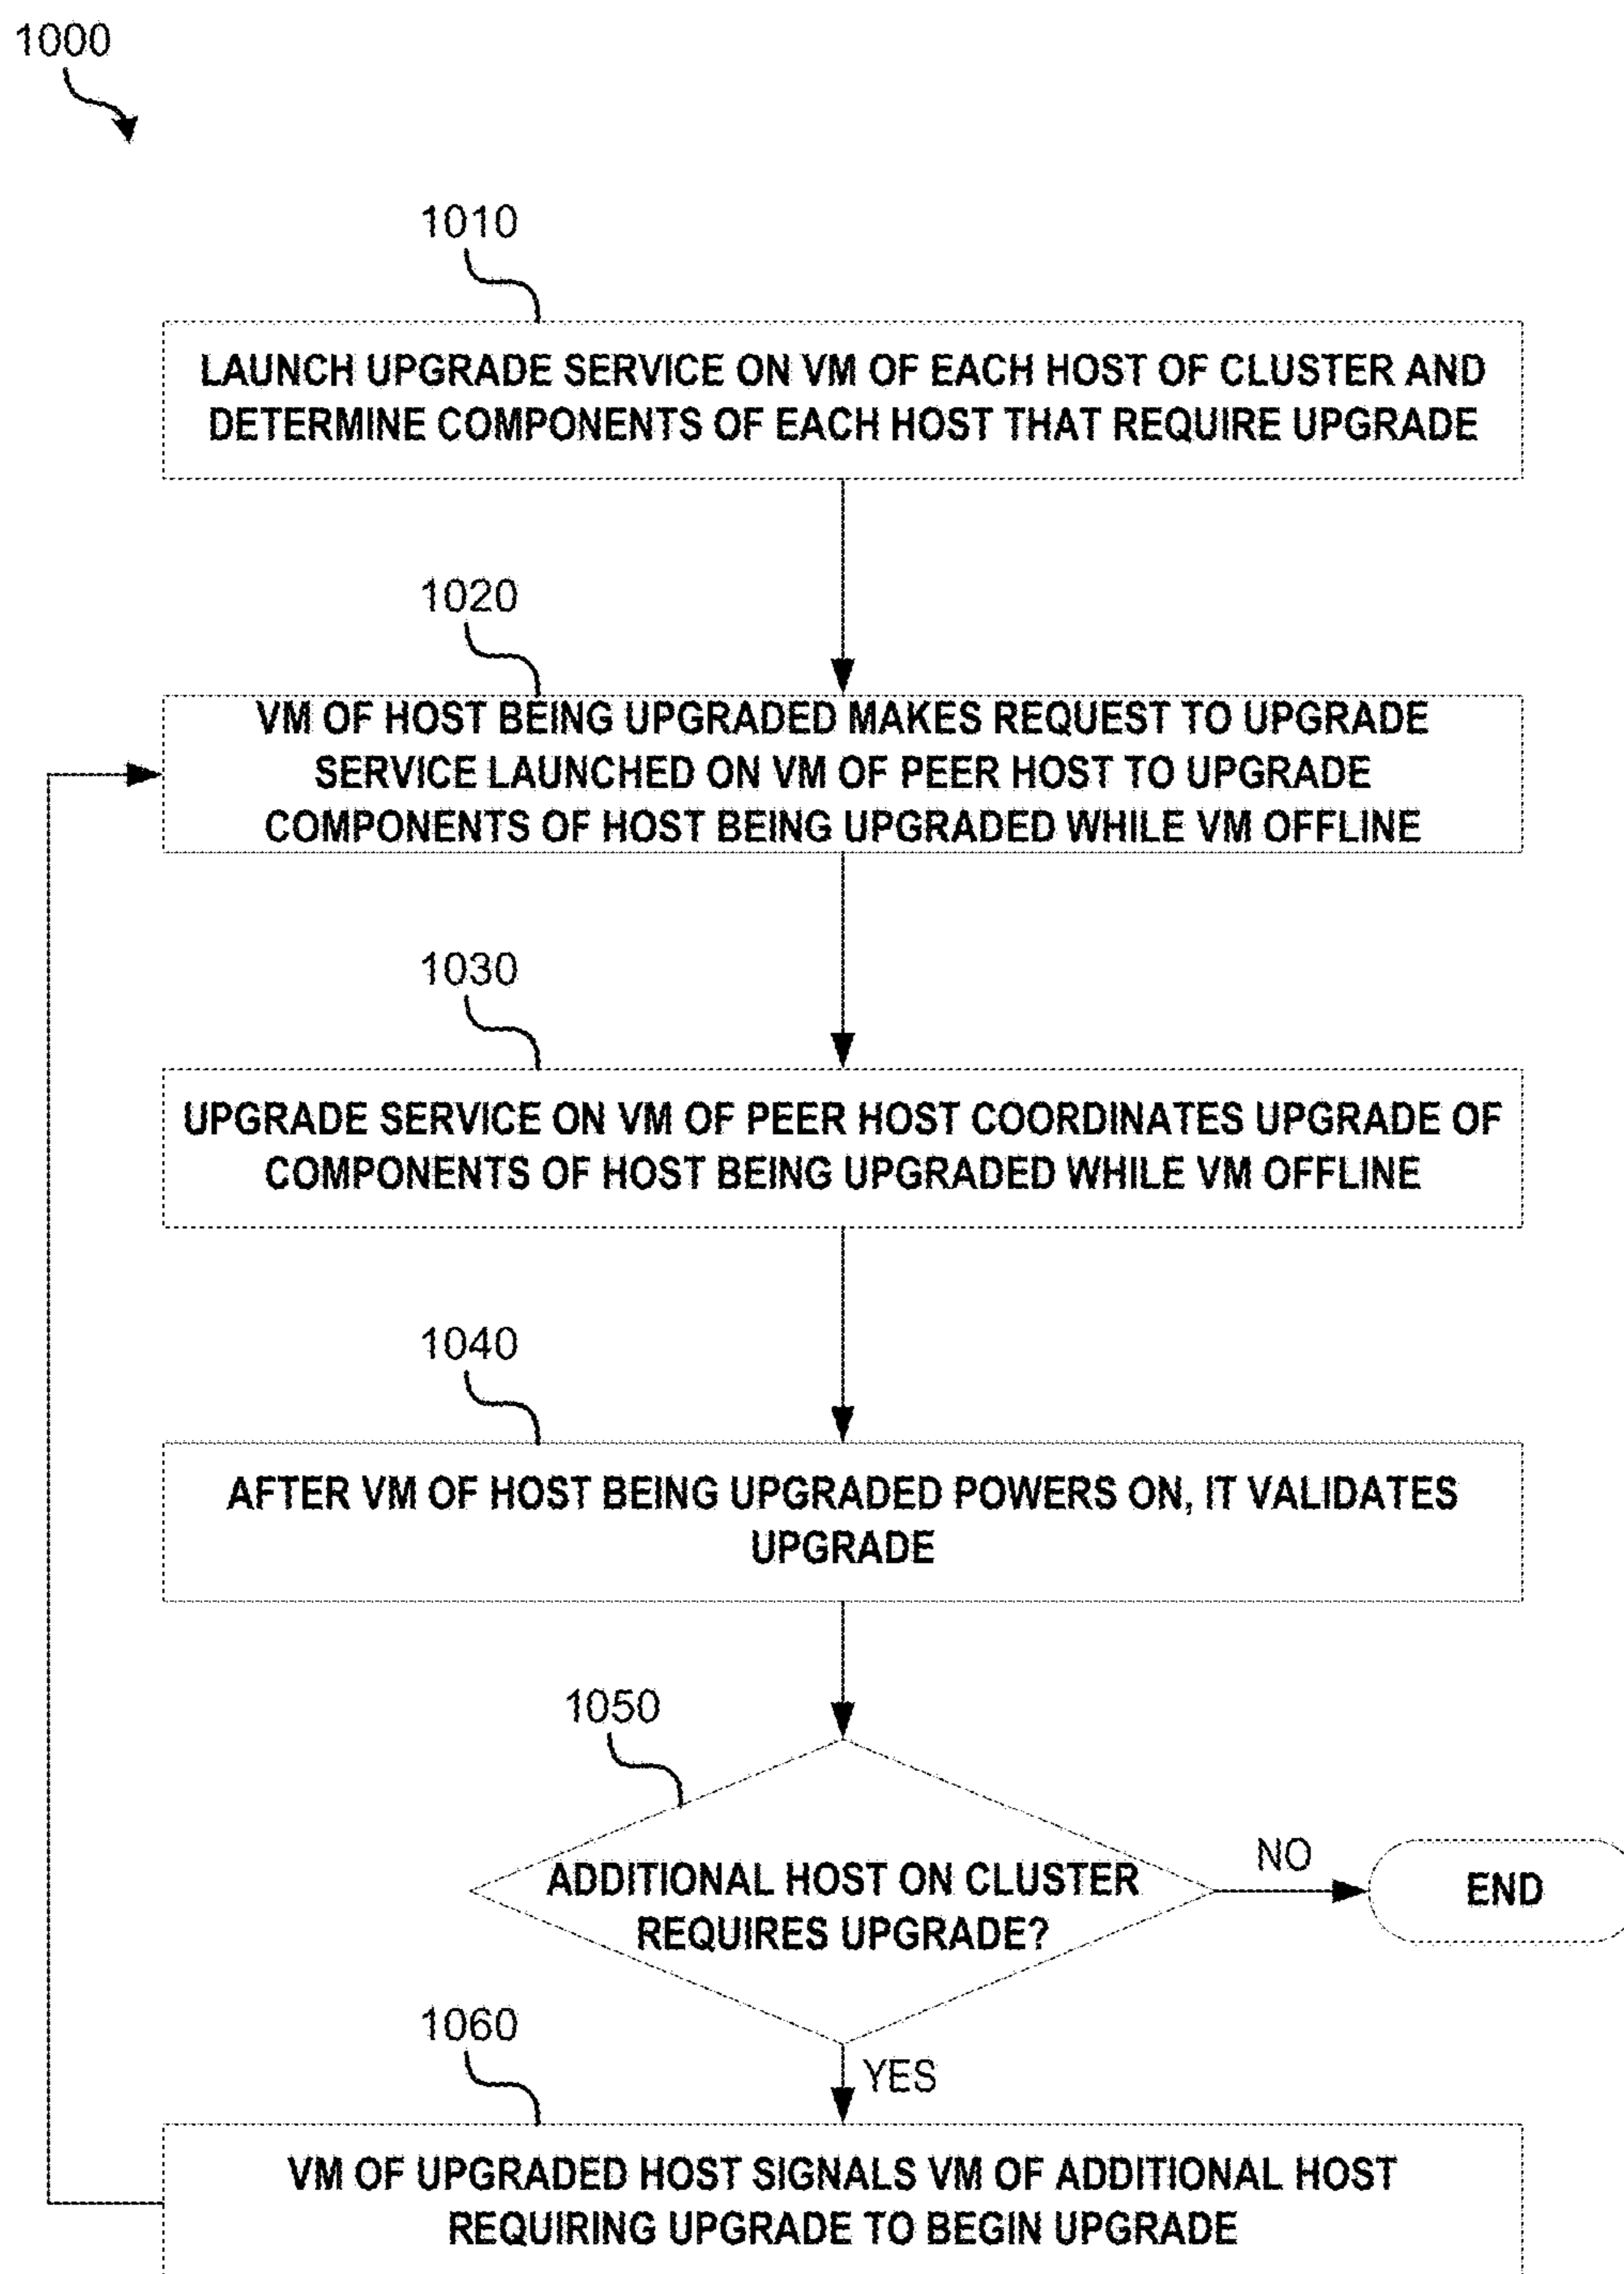 1000
1010
LAUNCH UPGRADE SERVICE ON VM OF EACH HOST OF CLUSTER AND
DETERMINE COMPONENTS OF EACH HOST THAT REQUIRE UPGRADE
1020
VM OF HOST BEING UPGRADED MAKES REQUEST TO UPGRADE
SERVICE LAUNCHED ON VM OF PEER HOST TO UPGRADE
COMPONENTS OF HOST BEING UPGRADED WHILE VM OFFLINE
1030
UPGRADE SERVICE ON VM OF PEER HOST COORDINATES UPGRADE OF
COMPONENTS OF HOST BEING UPGRADED WHILE VM OFFLINE
1040
AFTER VM OF HOST BEING UPGRADED POWERS ON, IT VALIDATES
UPGRADE
1050
ADDITIONAL HOST ON CLUSTER
REQUIRES UPGRADE?
NO
END
YES
1060
VM OF UPGRADED HOST SIGNALS VM OF ADDITIONAL HOST
REQUIRING UPGRADE TO BEGIN UPGRADE